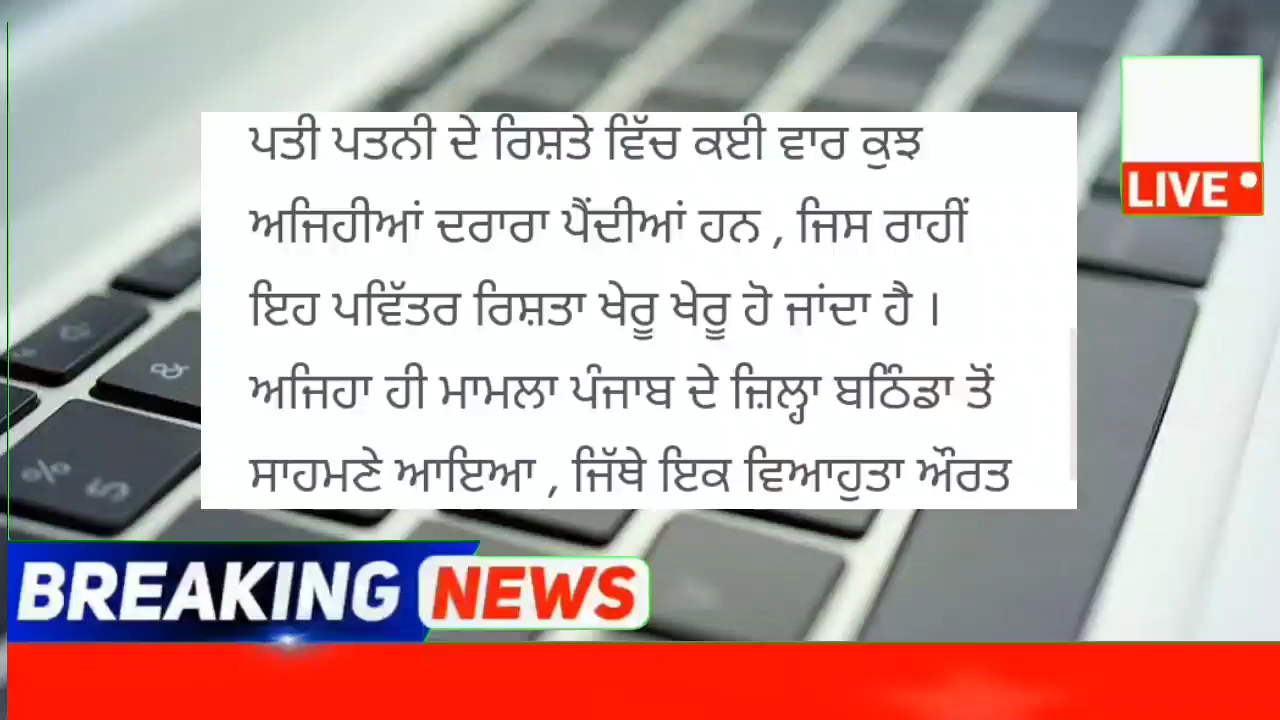 ਪਤੀ ਪਤਨੀ ਦੇ ਰਿਸ਼ਤੇ ਵਿੱਚ ਕਈ ਵਾਰ ਕੁਝ
ਅਜਿਹੀਆਂ ਦਰਾਰਾ ਪੈਂਦੀਆਂ ਹਨ , ਜਿਸ ਰਾਹੀਂ
ਇਹ ਪਵਿੱਤਰ ਰਿਸ਼ਤਾ ਖੇਰੂ ਖੇਰੂ ਹੋ ਜਾਂਦਾ ਹੈ ।
ਅਜਿਹਾ ਹੀ ਮਾਮਲਾ ਪੰਜਾਬ ਦੇ ਜ਼ਿਲ੍ਹਾ ਬਠਿੰਡਾ ਤੋਂ
ਸਾਹਮਣੇ ਆਇਆ , ਜਿੱਥੇ ਇਕ ਵਿਆਹੁਤਾ ਔਰਤ
LIVE
BREAKING NEWS